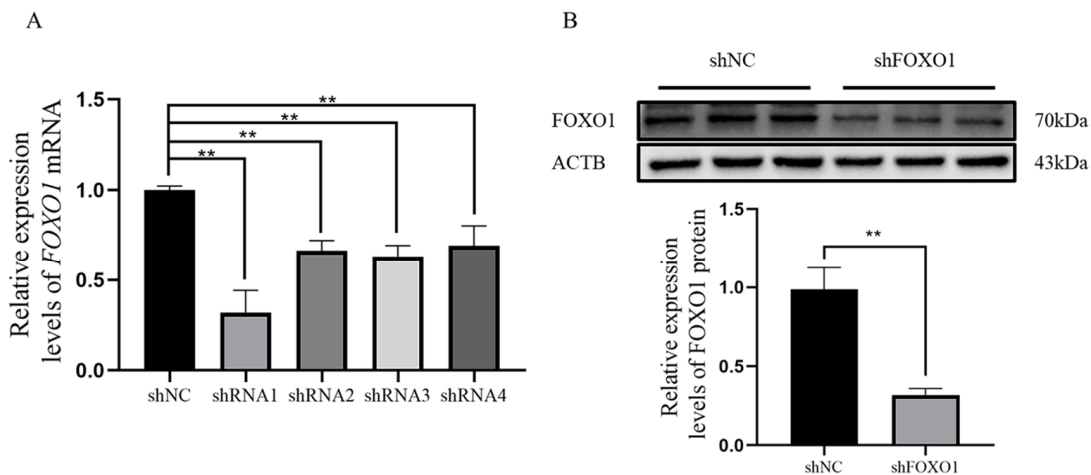 A
Relative expression
levels of FOXO1 mRNA
1.5
1.0
0.5
0.0
**
**
**
**
shNC shRNA1 shRNA2 shRNA3 shRNA4
B
shNC shFOXO1
FOXO1 70kDa
ACTB 43kDa
Relative expression
levels of FOXO1 protein
1.5
1.0
0.5
0.0
**
shNC shFOXO1